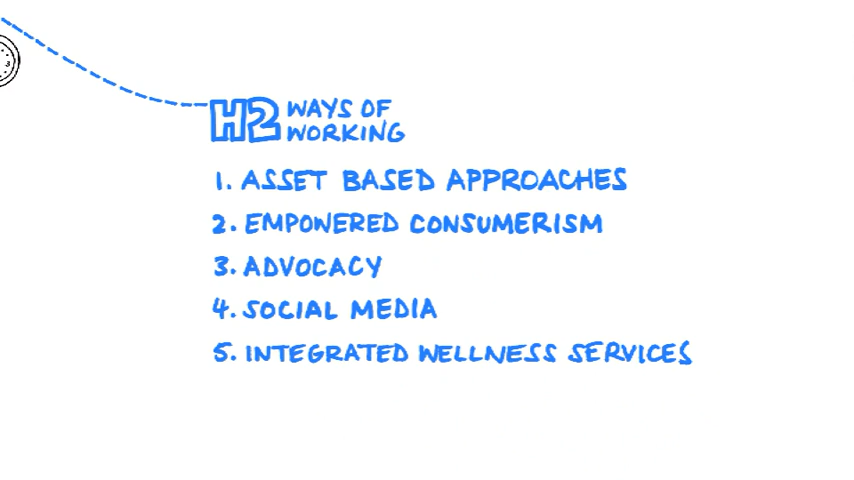 H2 WAYS OF
WORKING
1. ASSET BASED APPROACHES
2. EMPOWERED CONSUMERISM
3. ADVOCACY
4. SOCIAL MEDIA
5. INTEGRATED WELLNESS SERVICES